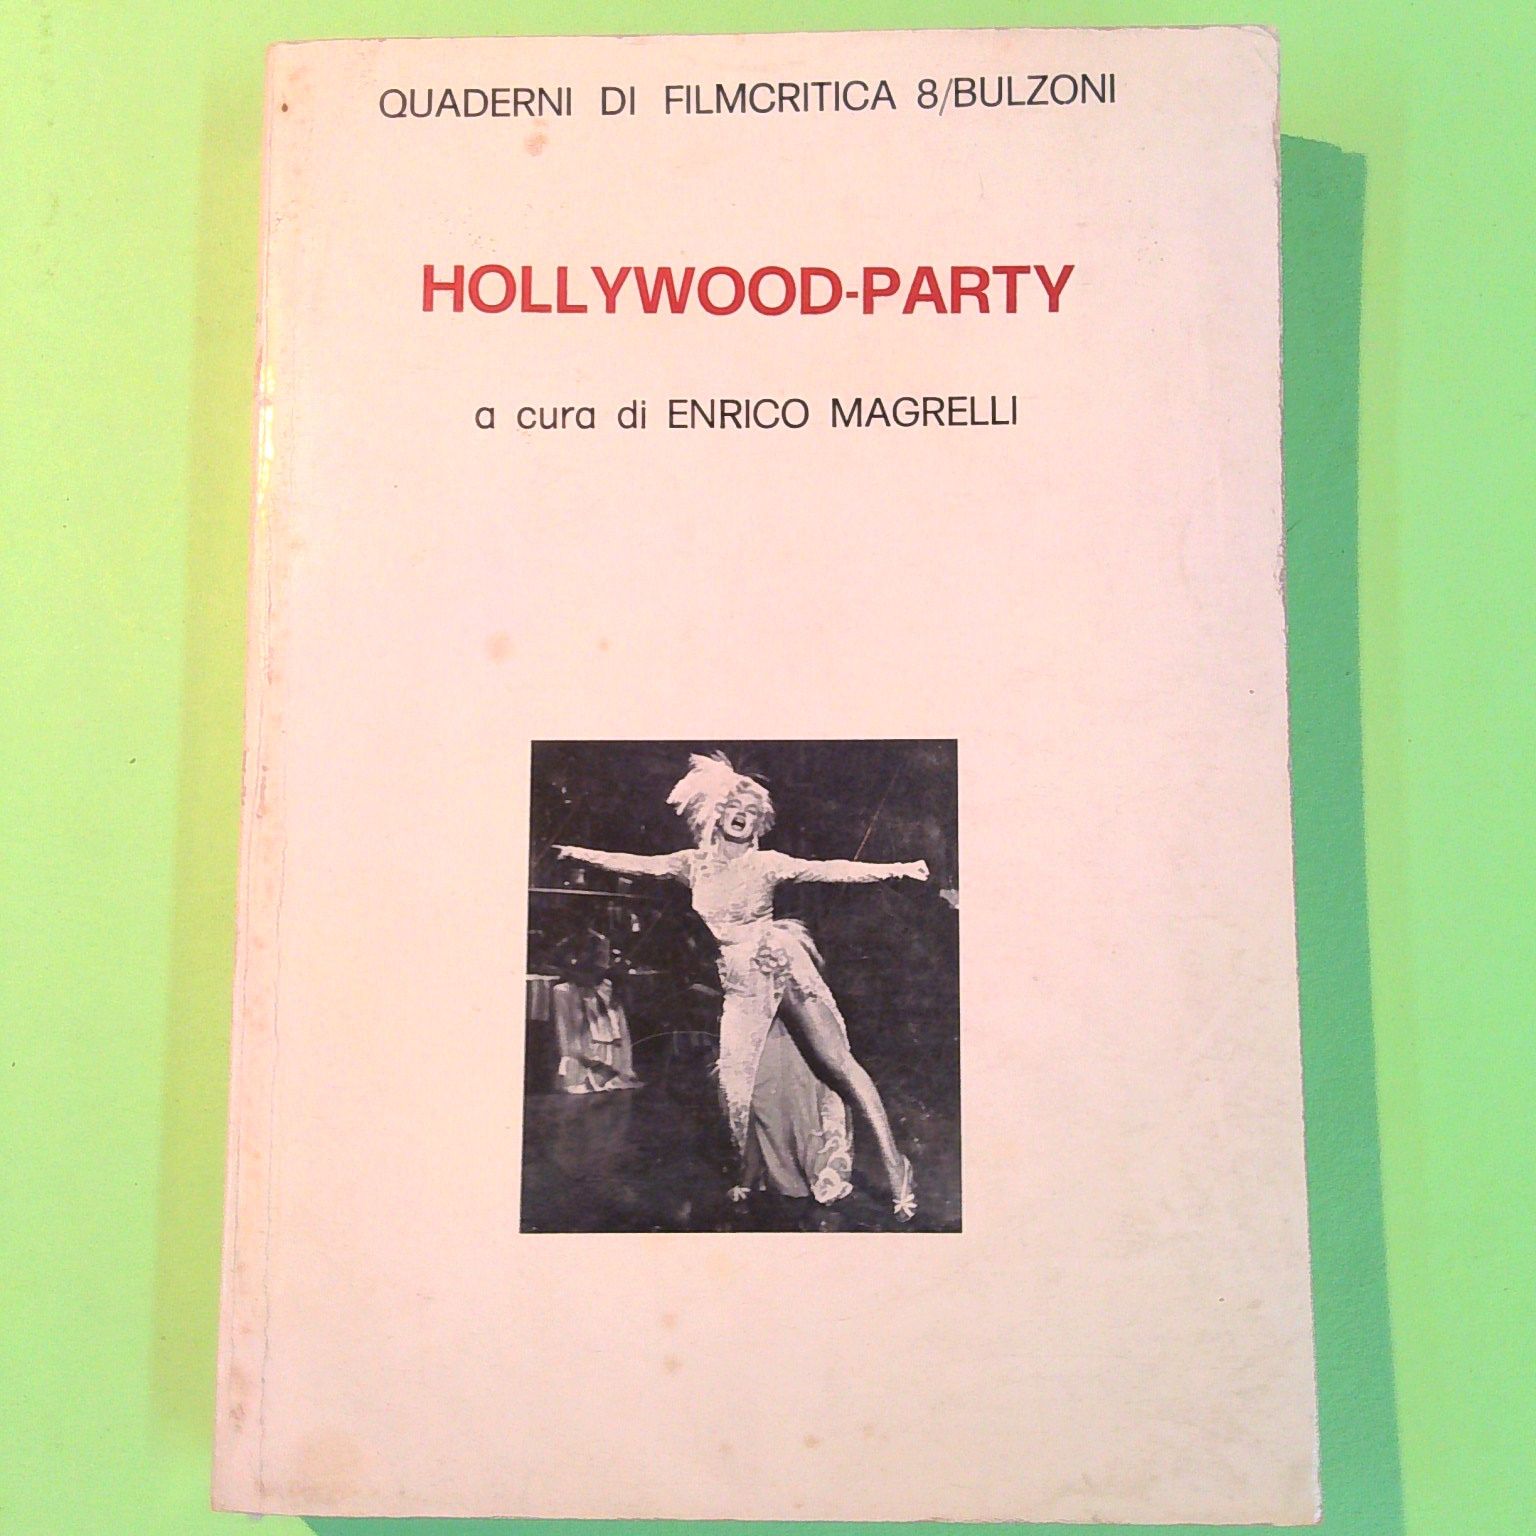 QUADERNI DI FILMCRITICA 8/BULZONI
HOLLYWOOD-PARTY
a cura di ENRICO MAGRELLI